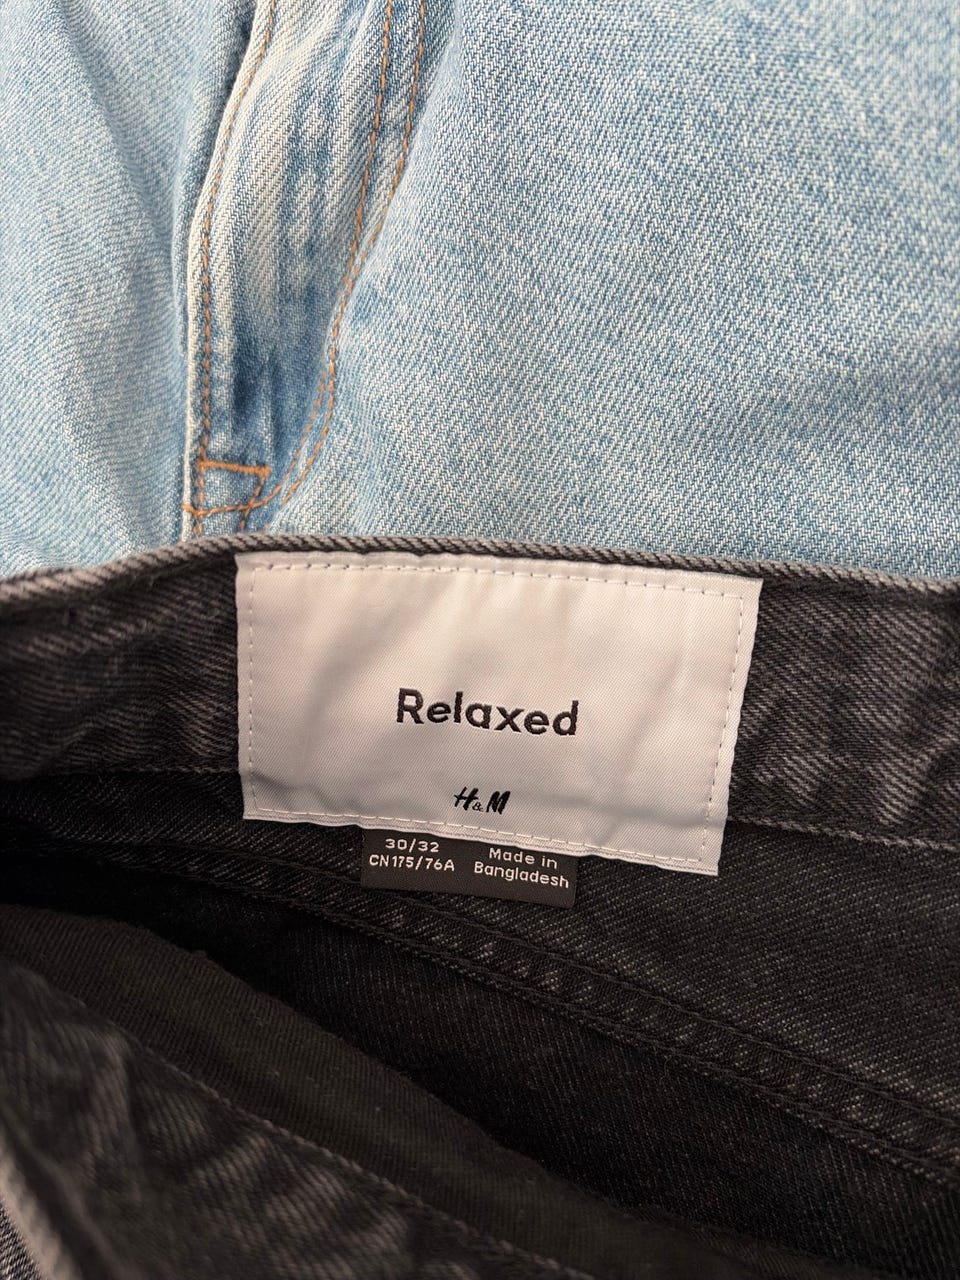 Relaxed
H&M
30/32
CN175/76A
Made in
Bangladesh